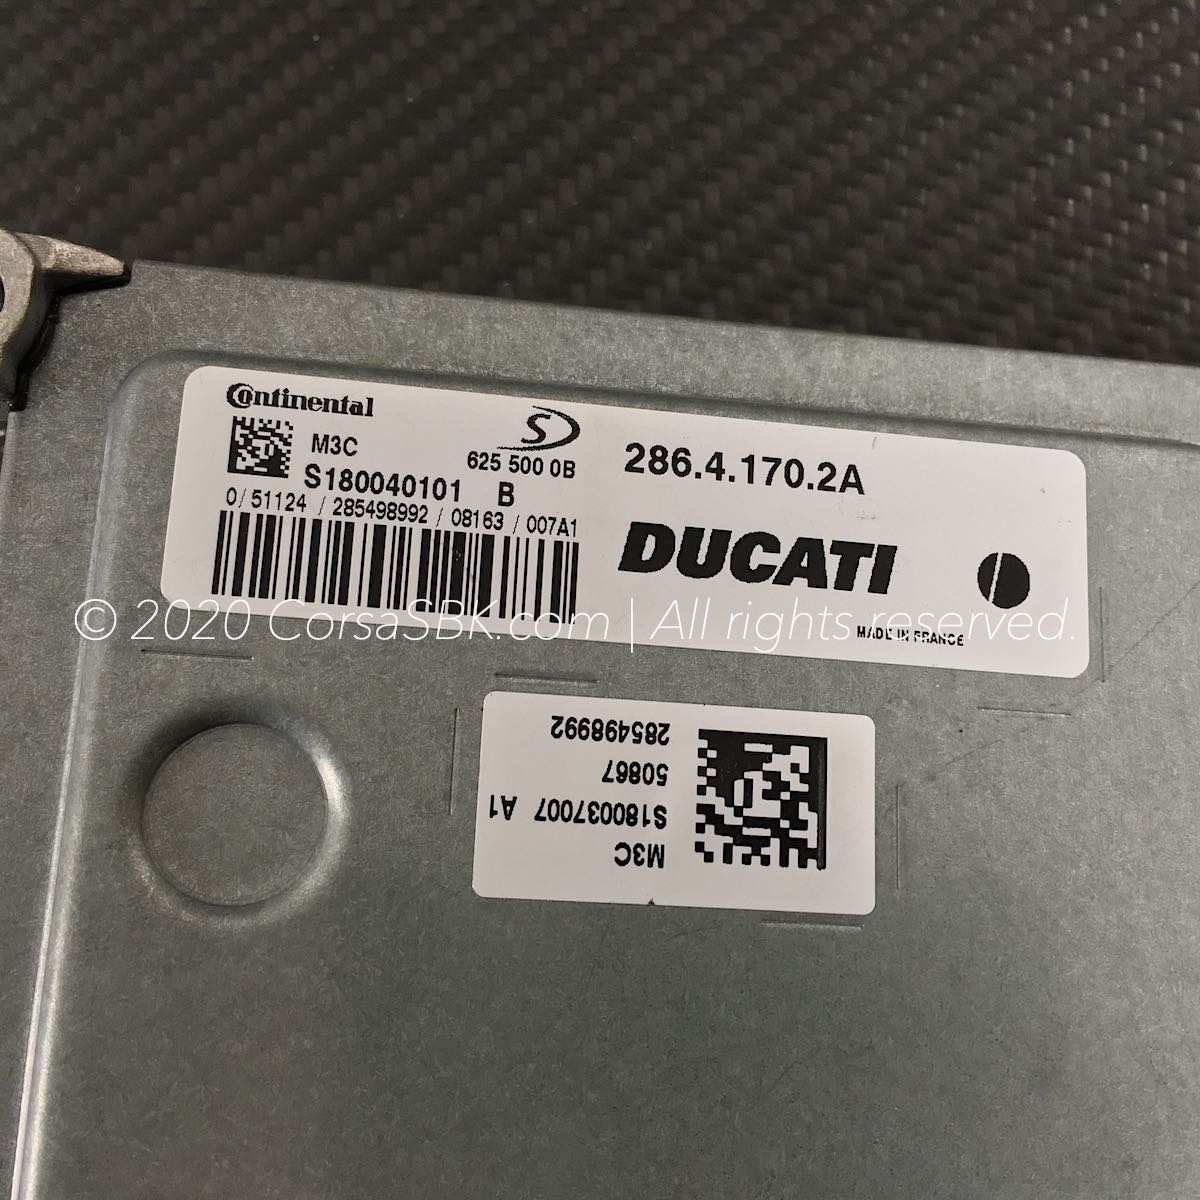 Continental
M3C
S
625 500 0B
S180040101 B
0/ 51124 / 285498992 / 08163 / 007A1
286.4.170.2A
DUCATI
MADE IN FRANCE
© 2020 CorsaSBK.com | All rights reserved.
M3C
S180037007 A1
50867
285498992